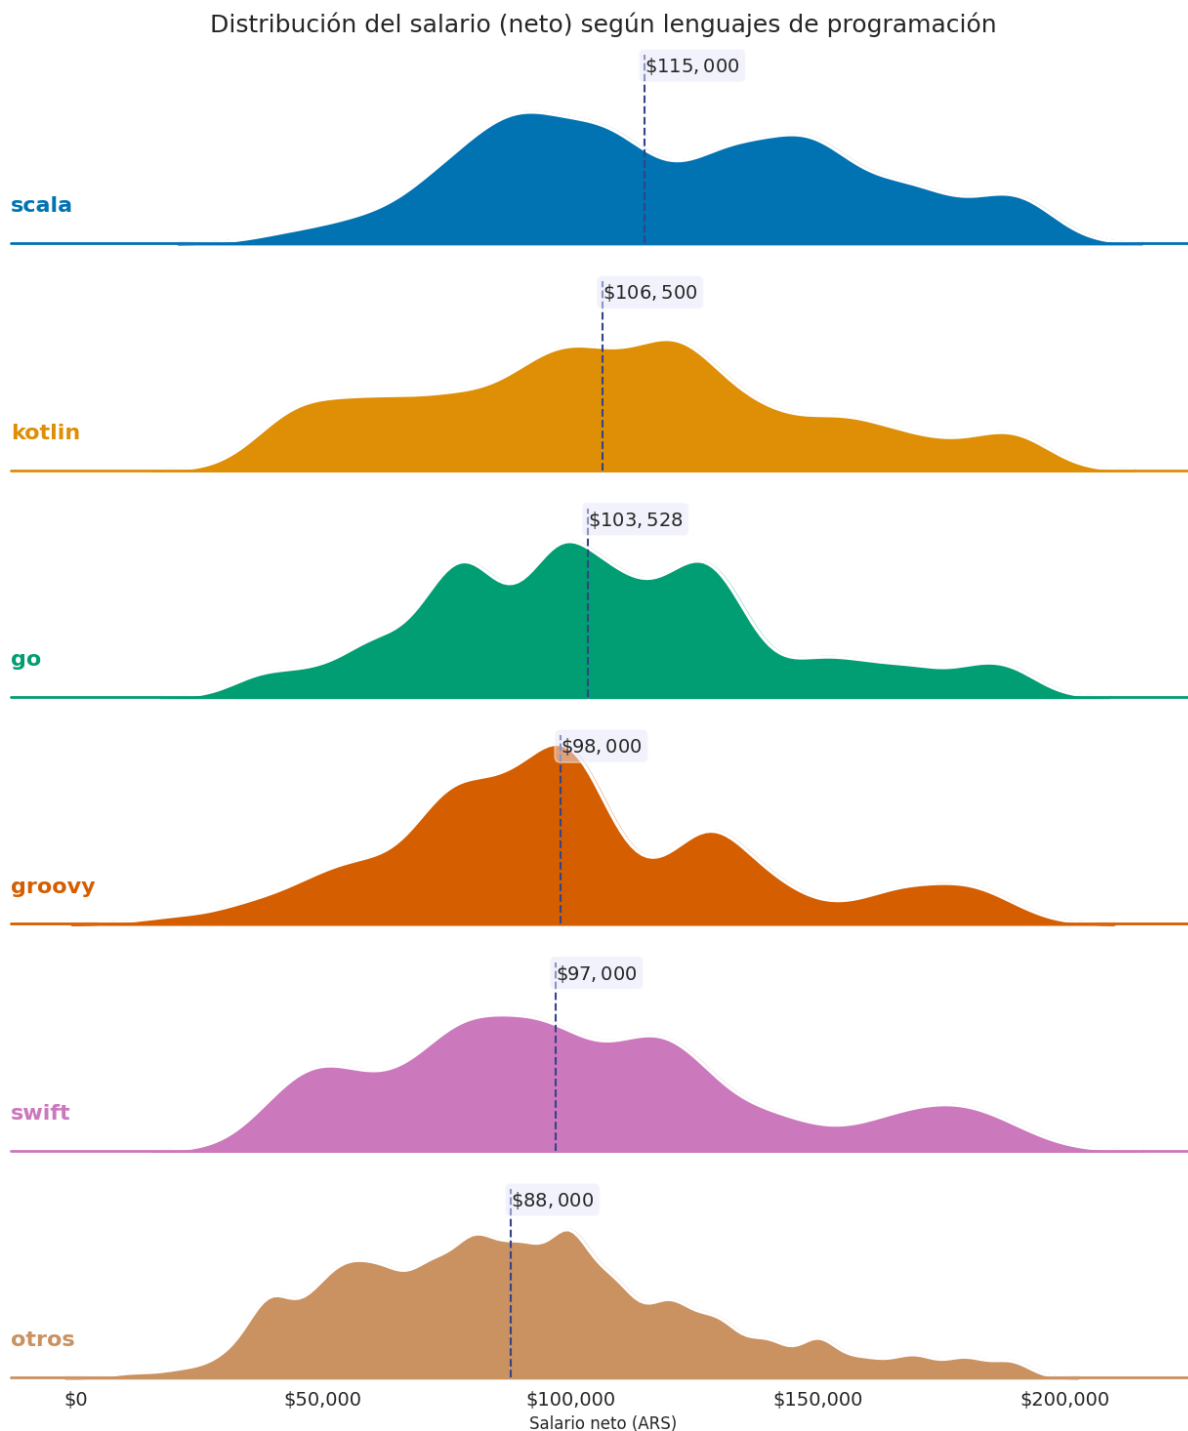 Distribución del salario (neto) según lenguajes de programación
$115,000
scala
$106,500
kotlin
$103,528
go
$98,000
groovy
$97,000
swift
$88,000
otros
$0 $50,000 $100,000 $150,000 $200,000
Salario neto (ARS)